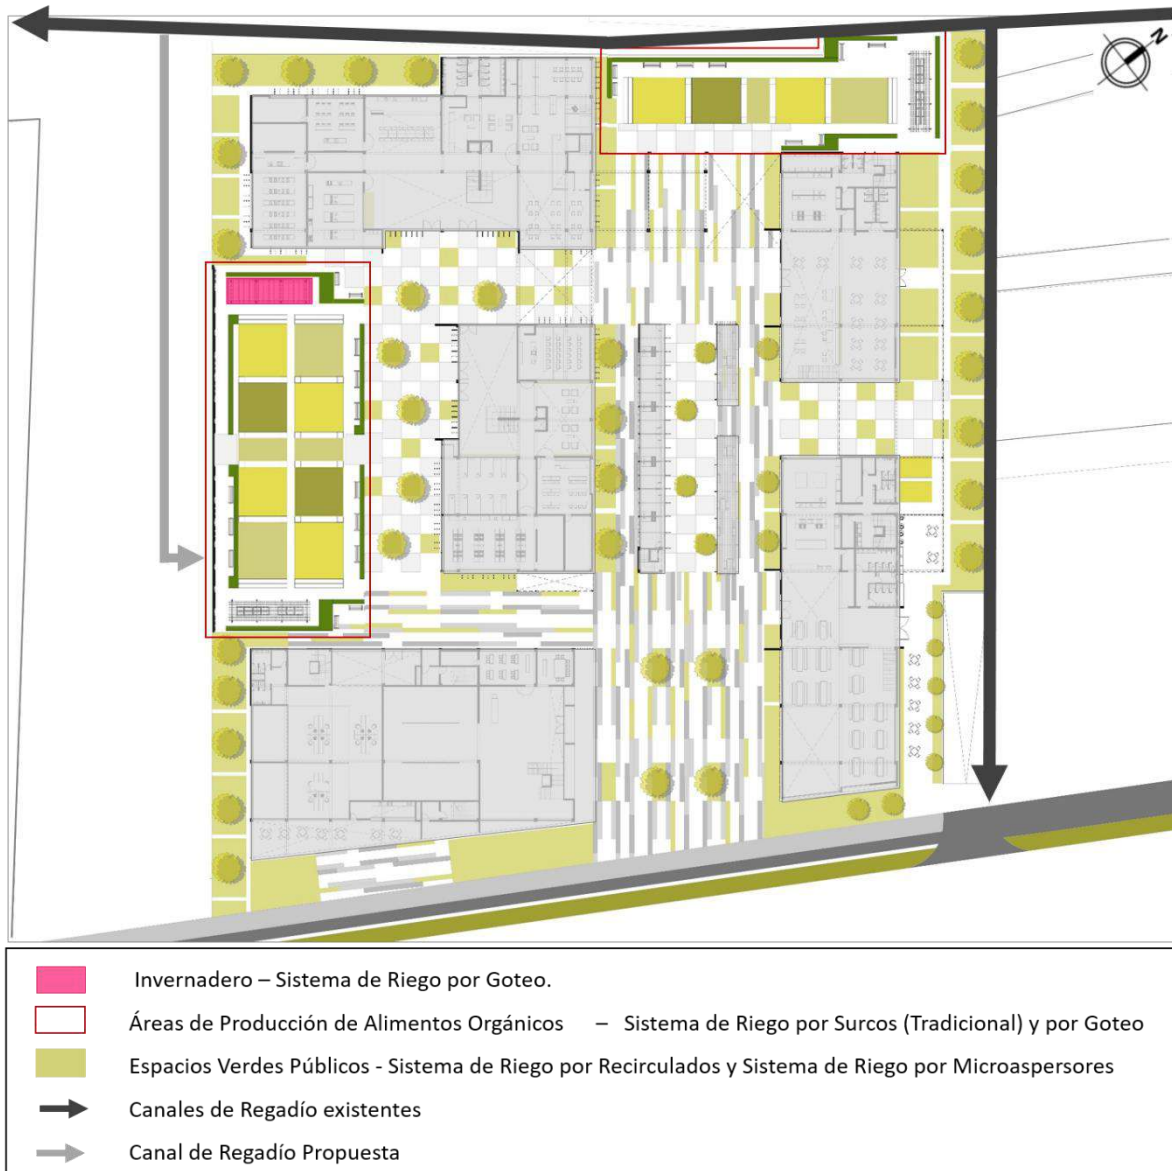 N
Invernadero – Sistema de Riego por Goteo.
Áreas de Producción de Alimentos Orgánicos – Sistema de Riego por Surcos (Tradicional) y por Goteo
Espacios Verdes Públicos - Sistema de Riego por Recirculados y Sistema de Riego por Microaspersores
Canales de Regadío existentes
Canal de Regadío Propuesta